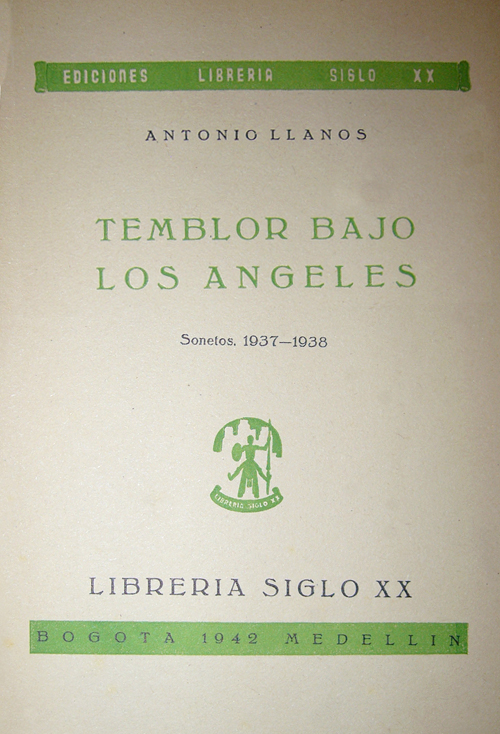 EDICIONES LIBRERIA SIGLO XX
ANTONIO LLANOS
TEMBLOR BAJO
LOS ANGELES
Sonetos, 1937—1938
LIBRERIA SIGLO XX
LIBRERIA SIGLO XX
BOGOTA 1942 MEDELLIN